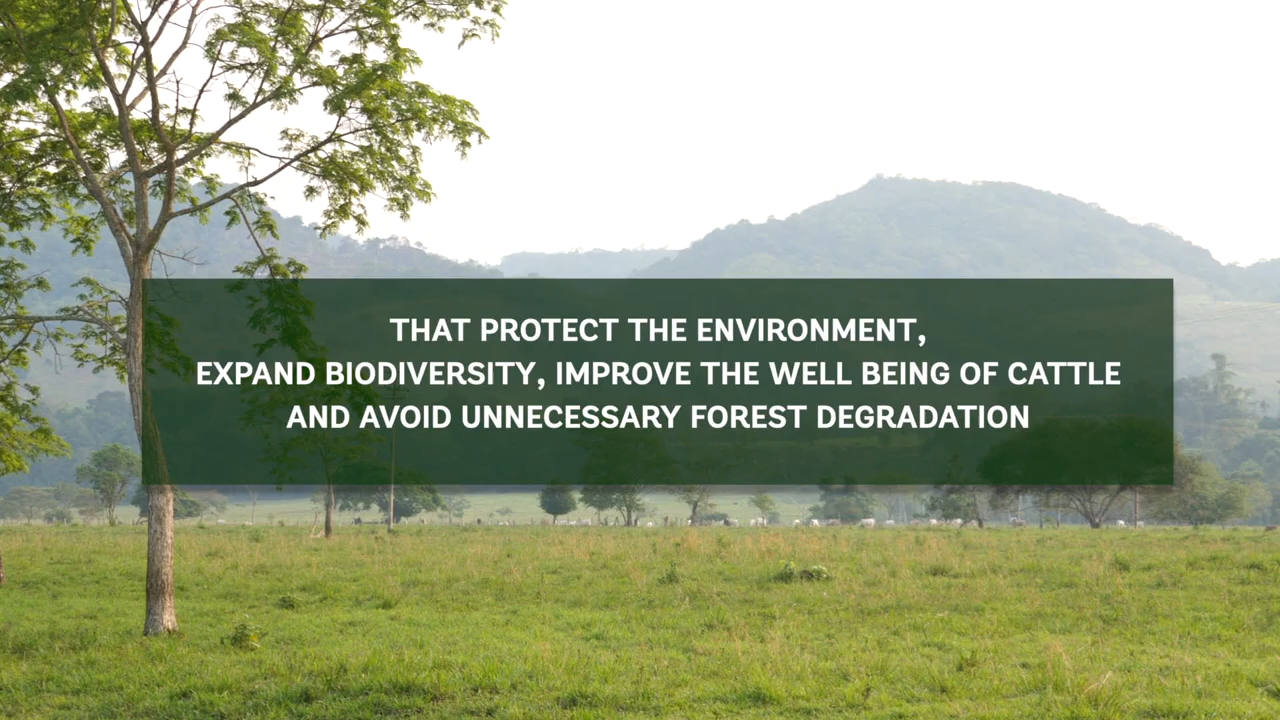 THAT PROTECT THE ENVIRONMENT,
EXPAND BIODIVERSITY, IMPROVE THE WELL BEING OF CATTLE
AND AVOID UNNECESSARY FOREST DEGRADATION